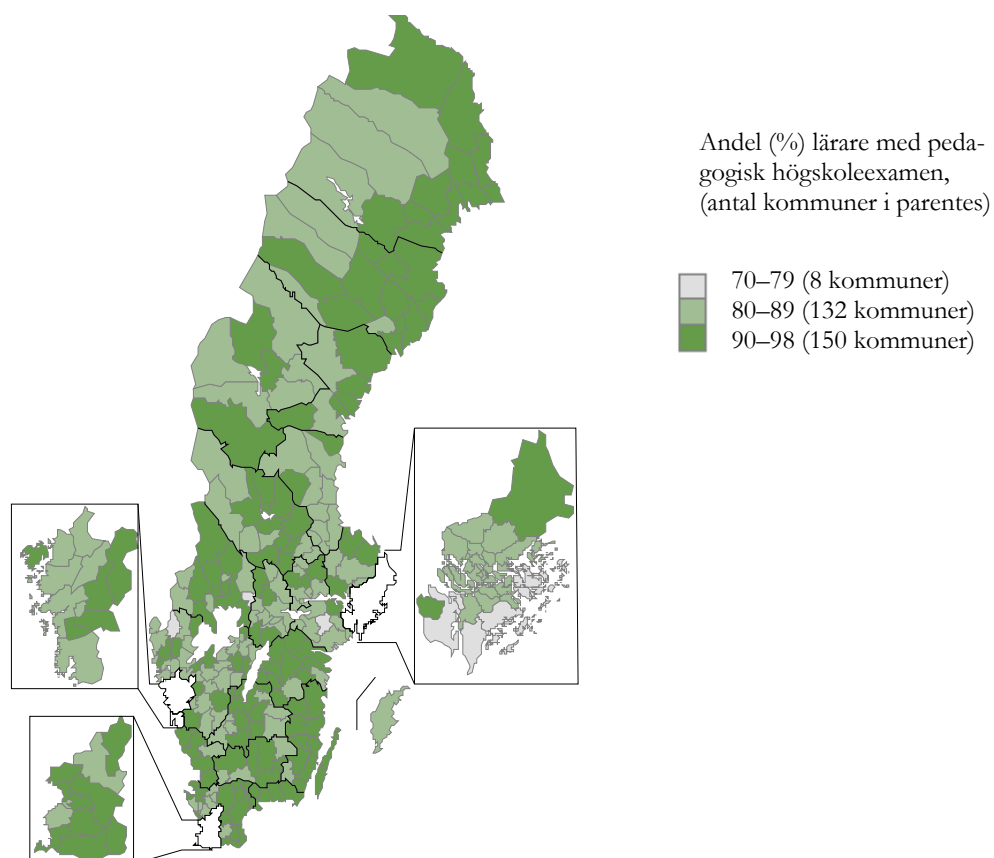 Andel (%) lärare med peda-
gogisk högskoleexamen,
(antal kommuner i parentes)
70–79 (8 kommuner)
80–89 (132 kommuner)
90–98 (150 kommuner)